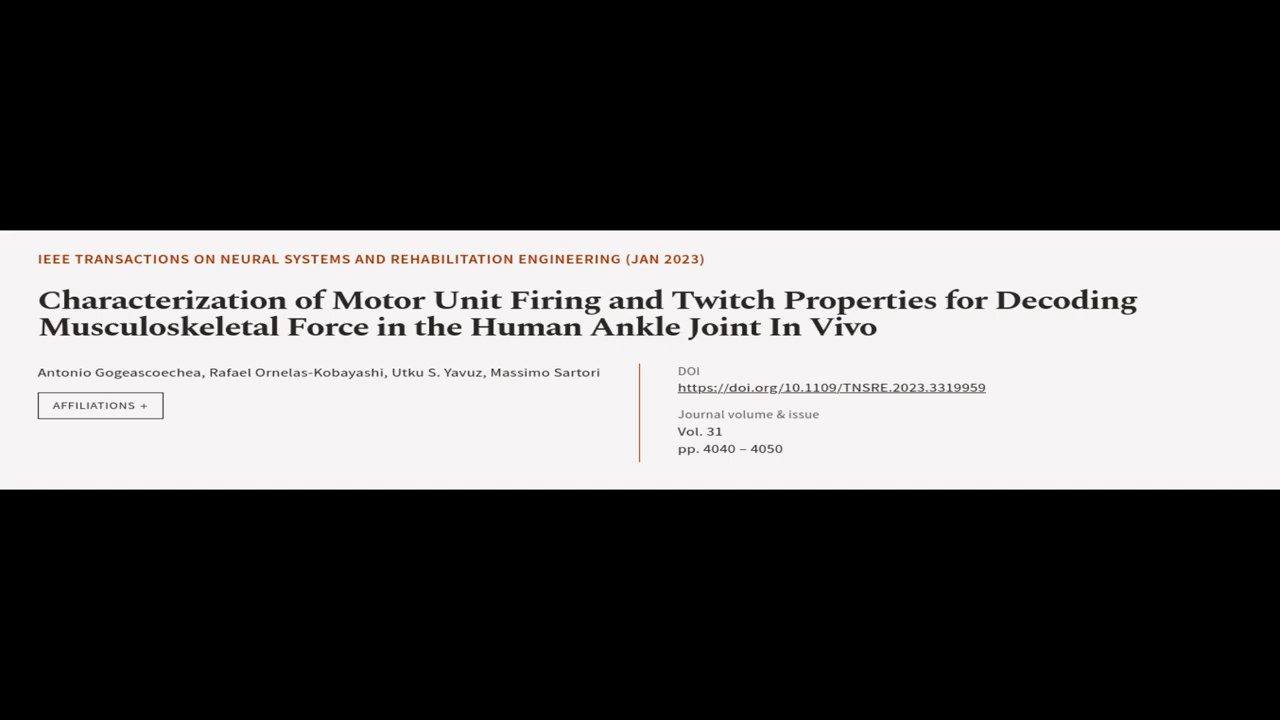 IEEE TRANSACTIONS ON NEURAL SYSTEMS AND REHABILITATION ENGINEERING (JAN 2023)
Characterization of Motor Unit Firing and Twitch Properties for Decoding
Musculoskeletal Force in the Human Ankle Joint In Vivo
Antonio Gogeascoechea, Rafael Ornelas-Kobayashi, Utku S. Yavuz, Massimo Sartori
AFFILIATIONS +
DOI
https://doi.org/10.1109/TNSRE.2023.3319959
Journal volume & issue
Vol. 31
pp. 4040 – 4050